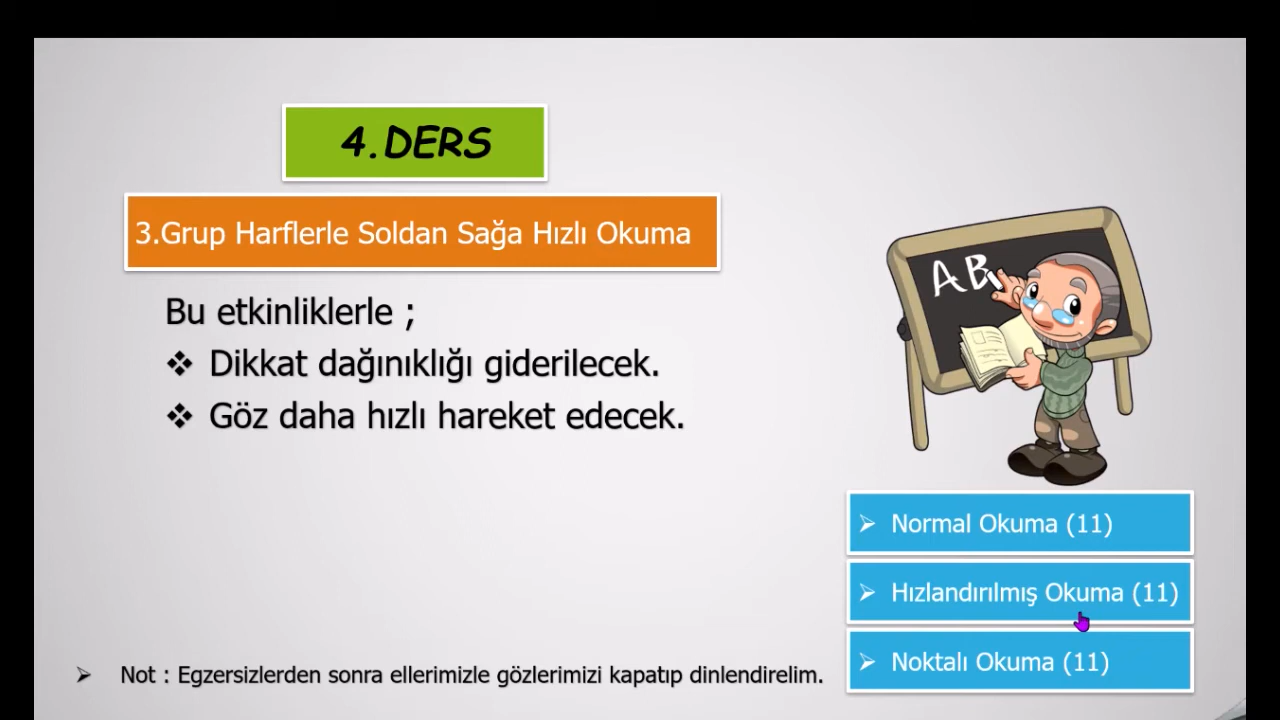 4.DERS
3.Grup Harflerle Soldan Sağa Hızlı Okuma
Bu etkinliklerle ;
❖ Dikkat dağınıklığı giderilecek.
❖ Göz daha hızlı hareket edecek.
AB
➢ Normal Okuma (11)
➢ Hızlandırılmış Okuma (11)
➢ Noktalı Okuma (11)
➢ Not : Egzersizlerden sonra ellerimizle gözlerimizi kapatıp dinlendirelim.